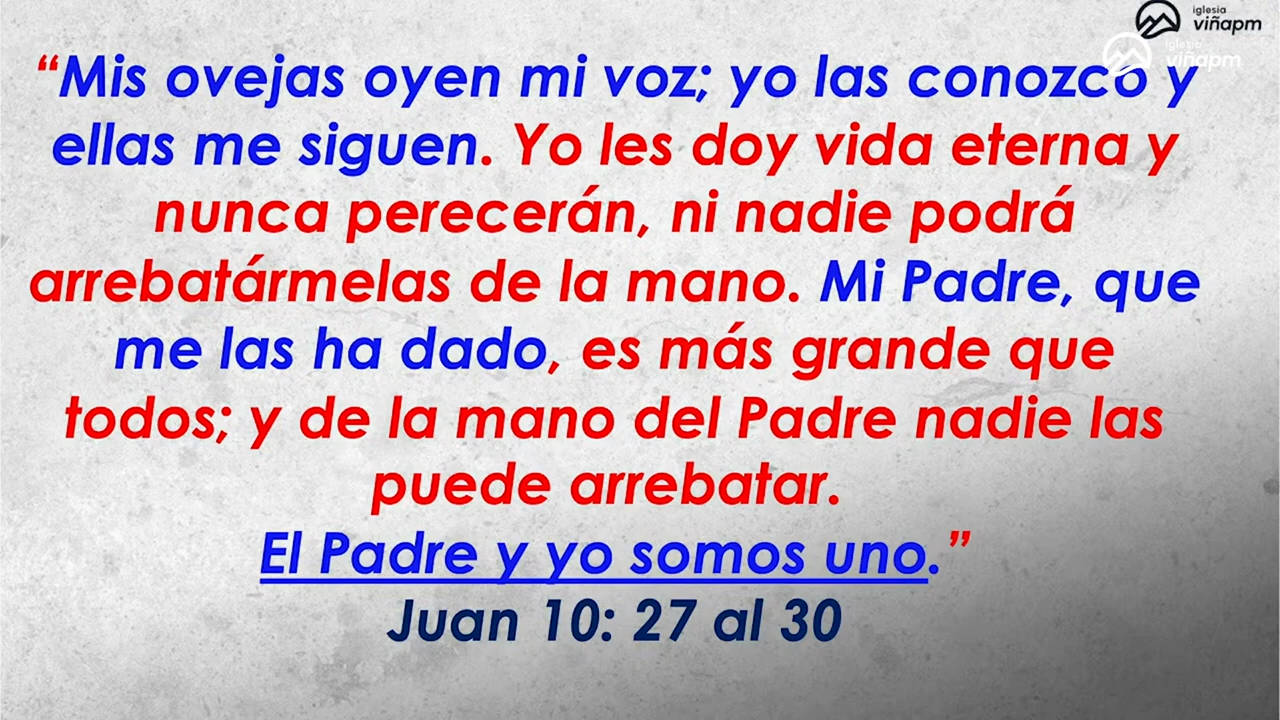 iglesia
viñapm
iglesia
viñapm
“Mis ovejas oyen mi voz; yo las conozco y
ellas me siguen. Yo les doy vida eterna y
nunca perecerán, ni nadie podrá
arrebatármelas de la mano. Mi Padre, que
me las ha dado, es más grande que
todos; y de la mano del Padre nadie las
puede arrebatar.
El Padre y yo somos uno.”
Juan 10: 27 al 30